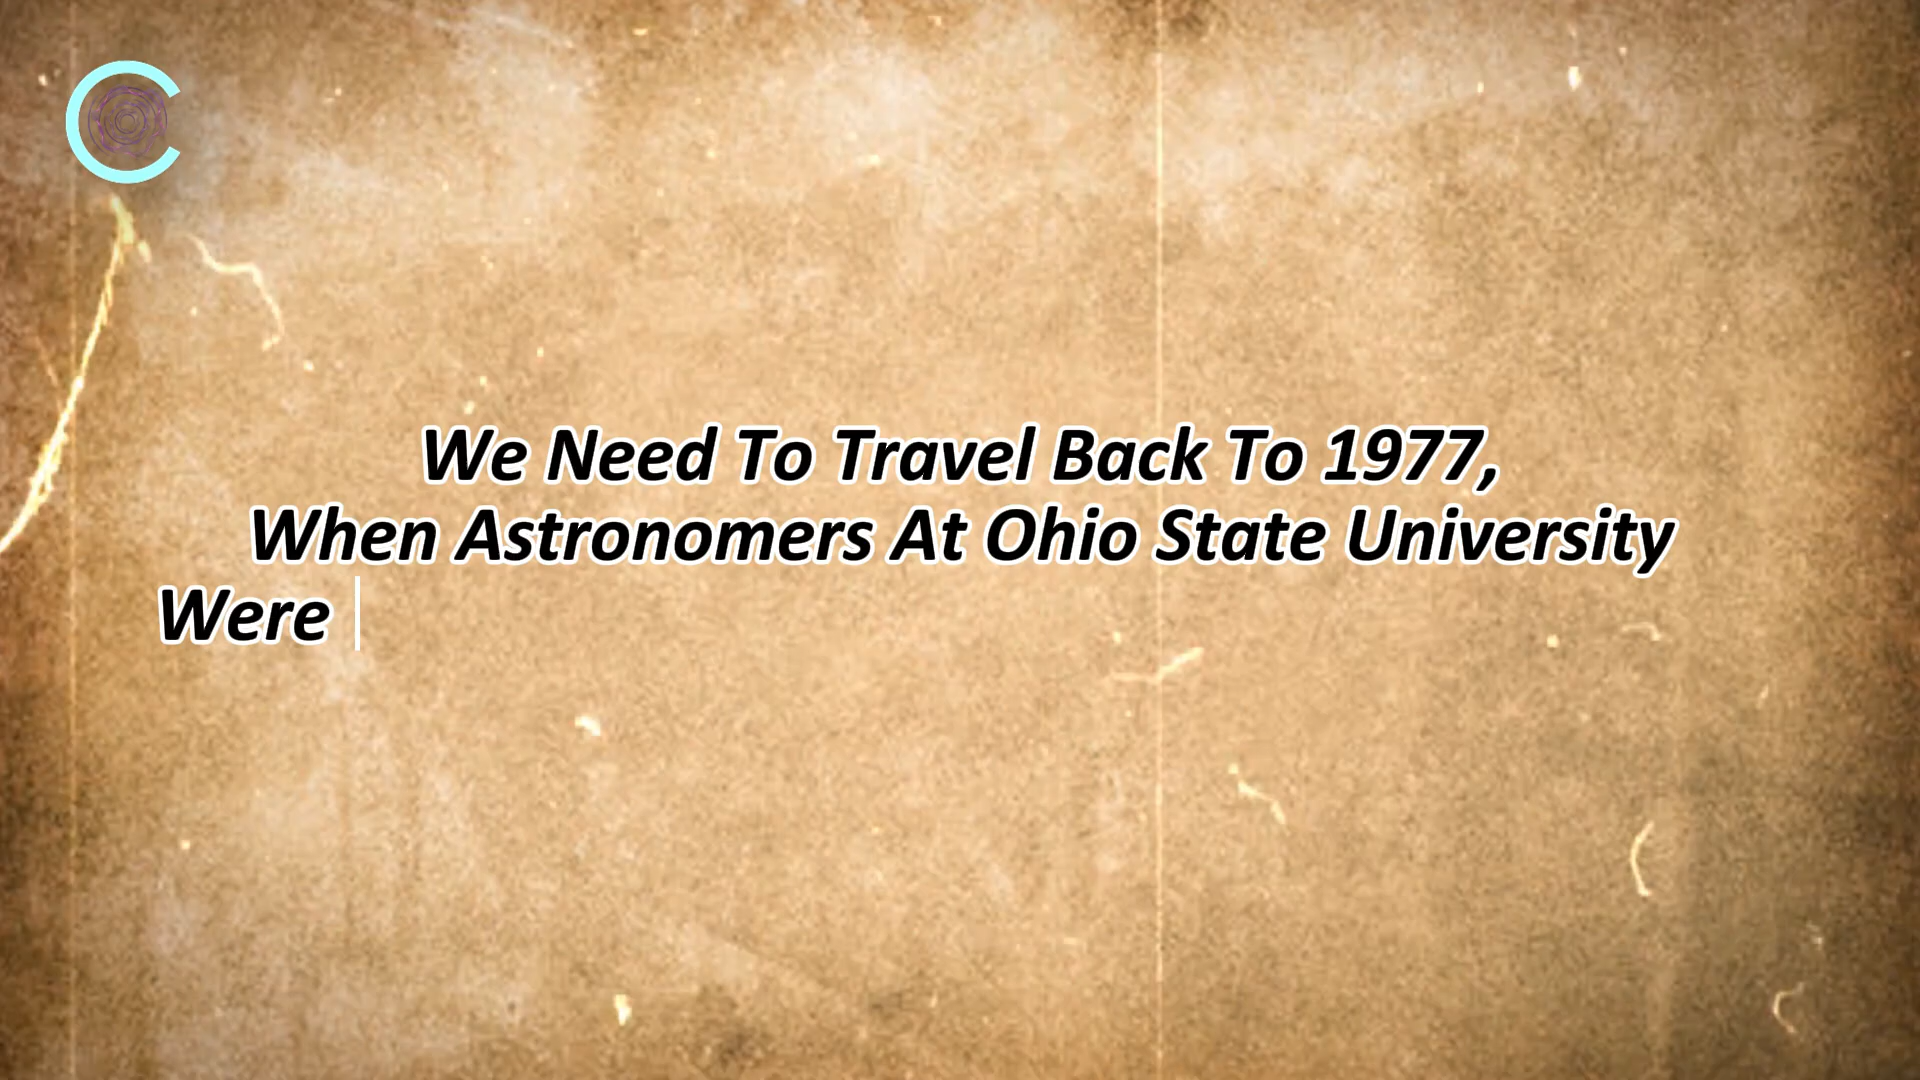 We Need To Travel Back To 1977,
When Astronomers At Ohio State University
Were